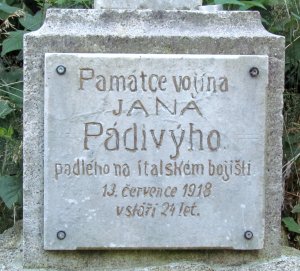 Památce vojína
JANA
Pádivýho
padlého na italském bojišti
13. července 1918
v stáří 24 let.